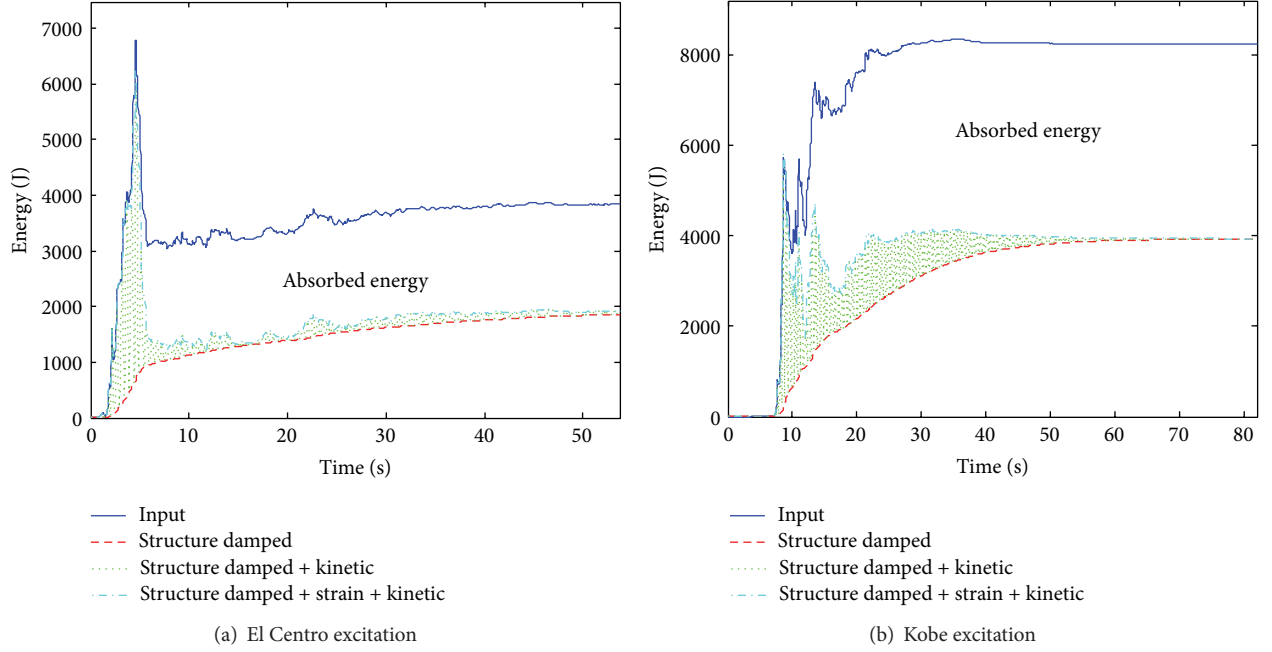 7000
6000
5000
4000
3000
2000
1000
0
Energy (J)
Absorbed energy
0
10
20
30
40
50
Time (s)
Input
Structure damped
Structure damped + kinetic
Structure damped + strain + kinetic
(a) El Centro excitation
8000
6000
4000
2000
0
Energy (J)
Absorbed energy
0
10
20
30
40
50
60
70
80
Time (s)
Input
Structure damped
Structure damped + kinetic
Structure damped + strain + kinetic
(b) Kobe excitation